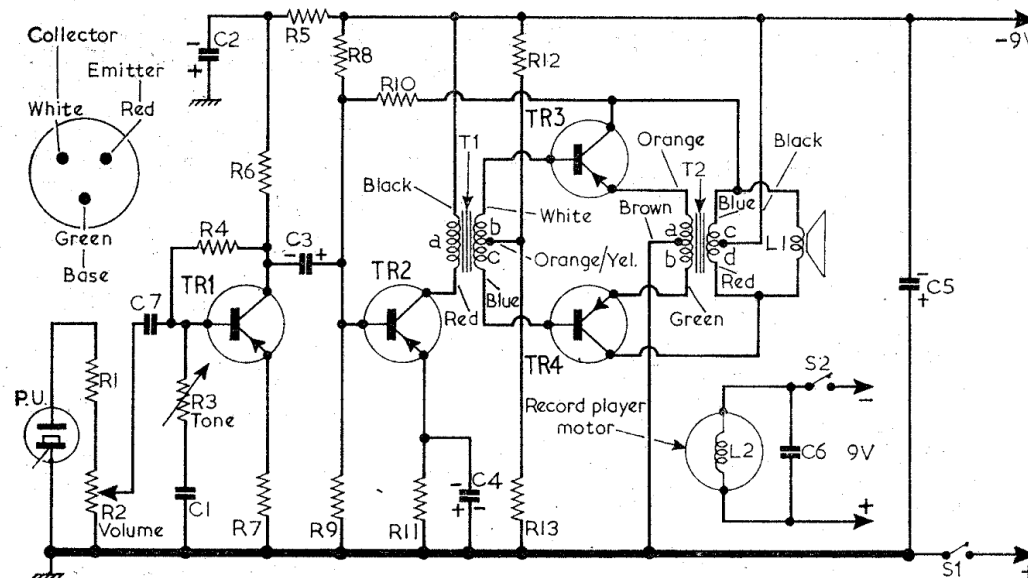 Collector
Emitter
White
Red
Green
Base
C2
-
+
R5
R8
R12
-9V
R10
TR3
T1
Orange
T2
Black
R6
Black
White
Brown
Blue
a
b
c
a
b
c
d
L1
R4
C3
-
+
TR2
Orange/Yel.
Blue
Red
Red
Green
TR1
C7
TR4
-
C5
+
P.U.
R1
R3
Tone
Record player
motor
S2
-
L2
C6
9V
+
R2
Volume
C1
R7
R9
R11
-
C4
+
-
R13
S1
+